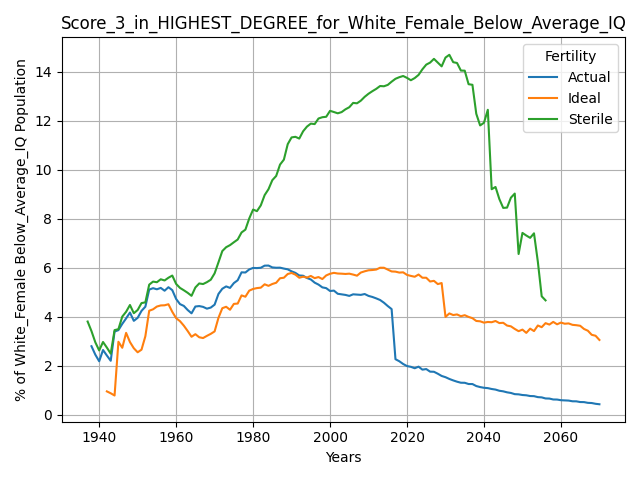 Score_3_in_HIGHEST_DEGREE_for_White_Female_Below_Average_IQ
% of White_Female Below_Average_IQ Population
14
12
10
8
6
4
2
0
Fertility
Actual
Ideal
Sterile
1940 1960 1980 2000 2020 2040 2060
Years